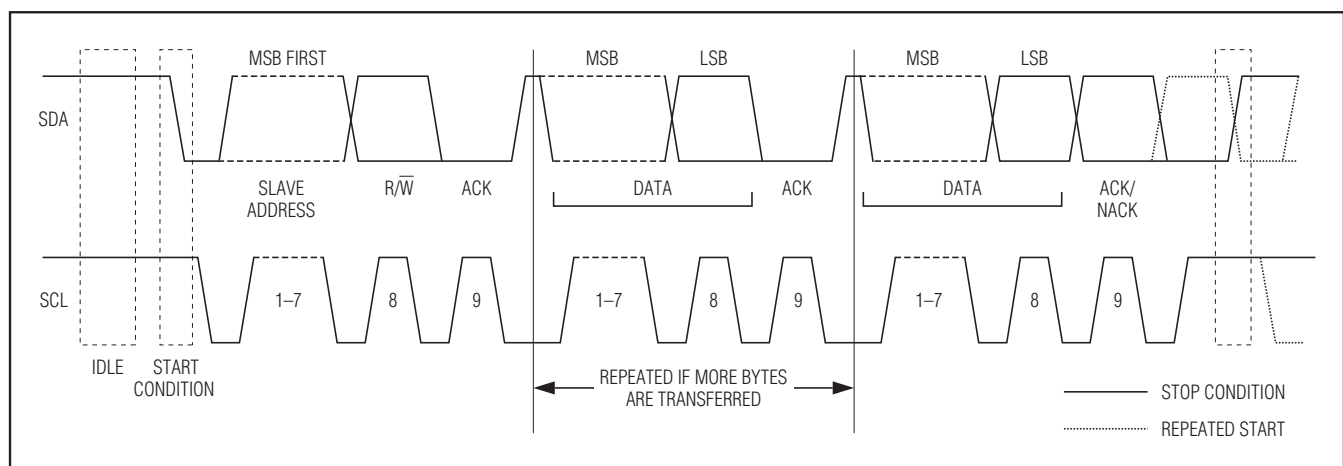 MSB FIRST
MSB
LSB
MSB
LSB
SDA
SLAVE
ADDRESS
R/W̅
ACK
DATA
ACK
DATA
ACK/
NACK
SCL
1–7
8
9
1–7
8
9
1–7
8
9
IDLE
START
CONDITION
REPEATED IF MORE BYTES
ARE TRANSFERRED
STOP CONDITION
REPEATED START